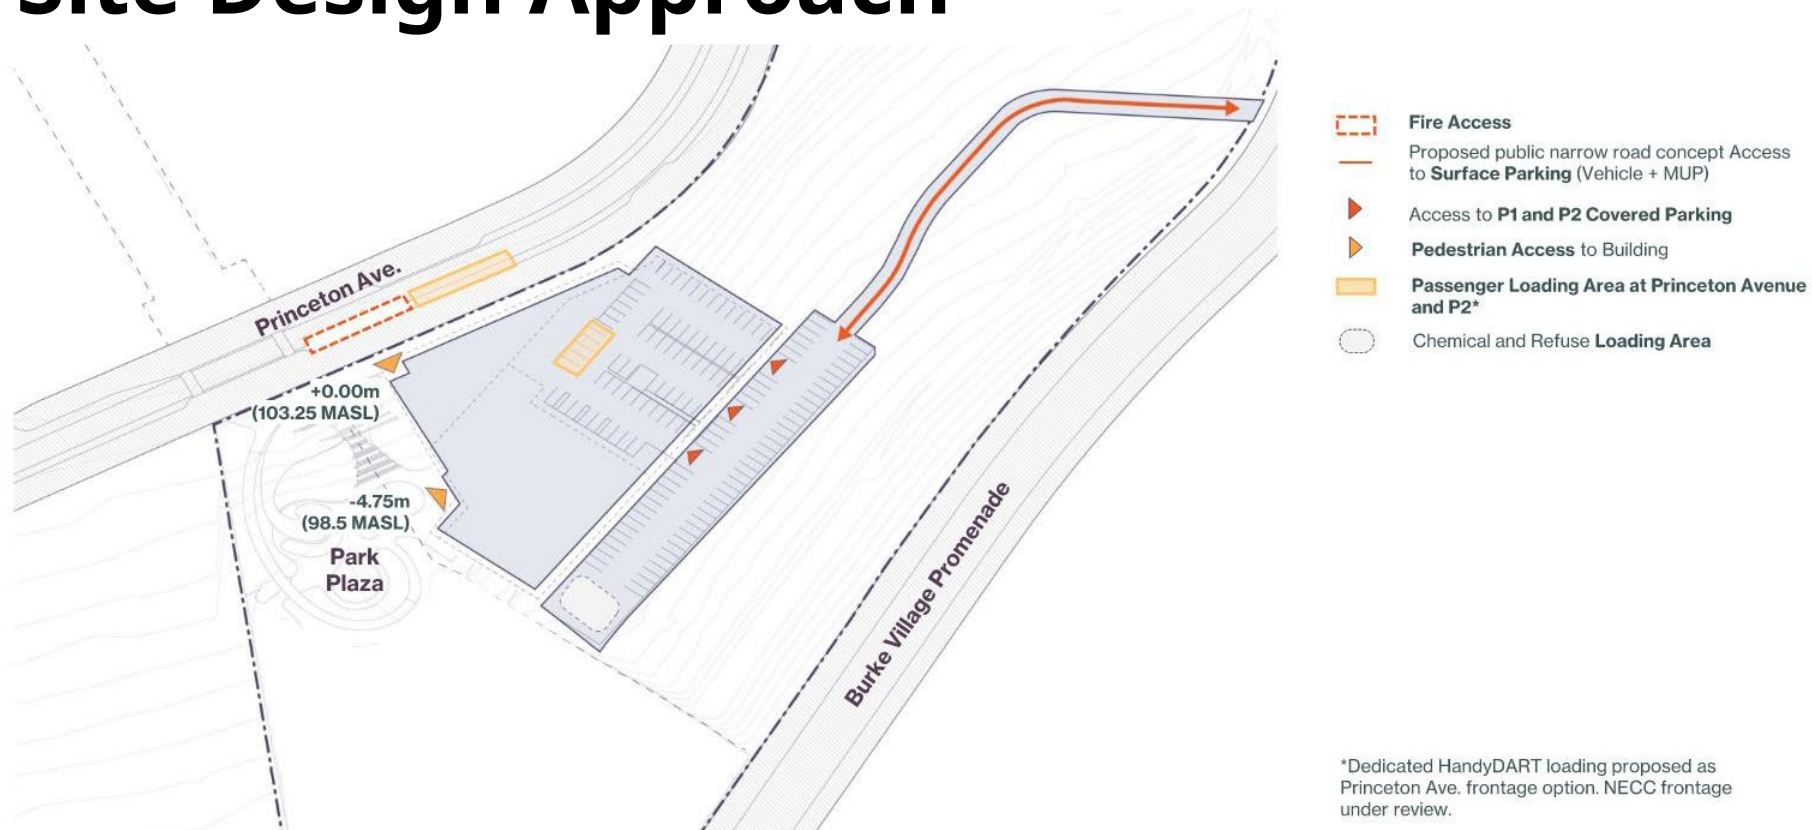 Site Design Approach
Princeton Ave.
+0.00m
(103.25 MASL)
-4.75m
(98.5 MASL)
Park
Plaza
Burke Village Promenade
Fire Access
Proposed public narrow road concept Access
to Surface Parking (Vehicle + MUP)
Access to P1 and P2 Covered Parking
Pedestrian Access to Building
Passenger Loading Area at Princeton Avenue
and P2*
Chemical and Refuse Loading Area
*Dedicated HandyDART loading proposed as
Princeton Ave. frontage option. NECC frontage
under review.